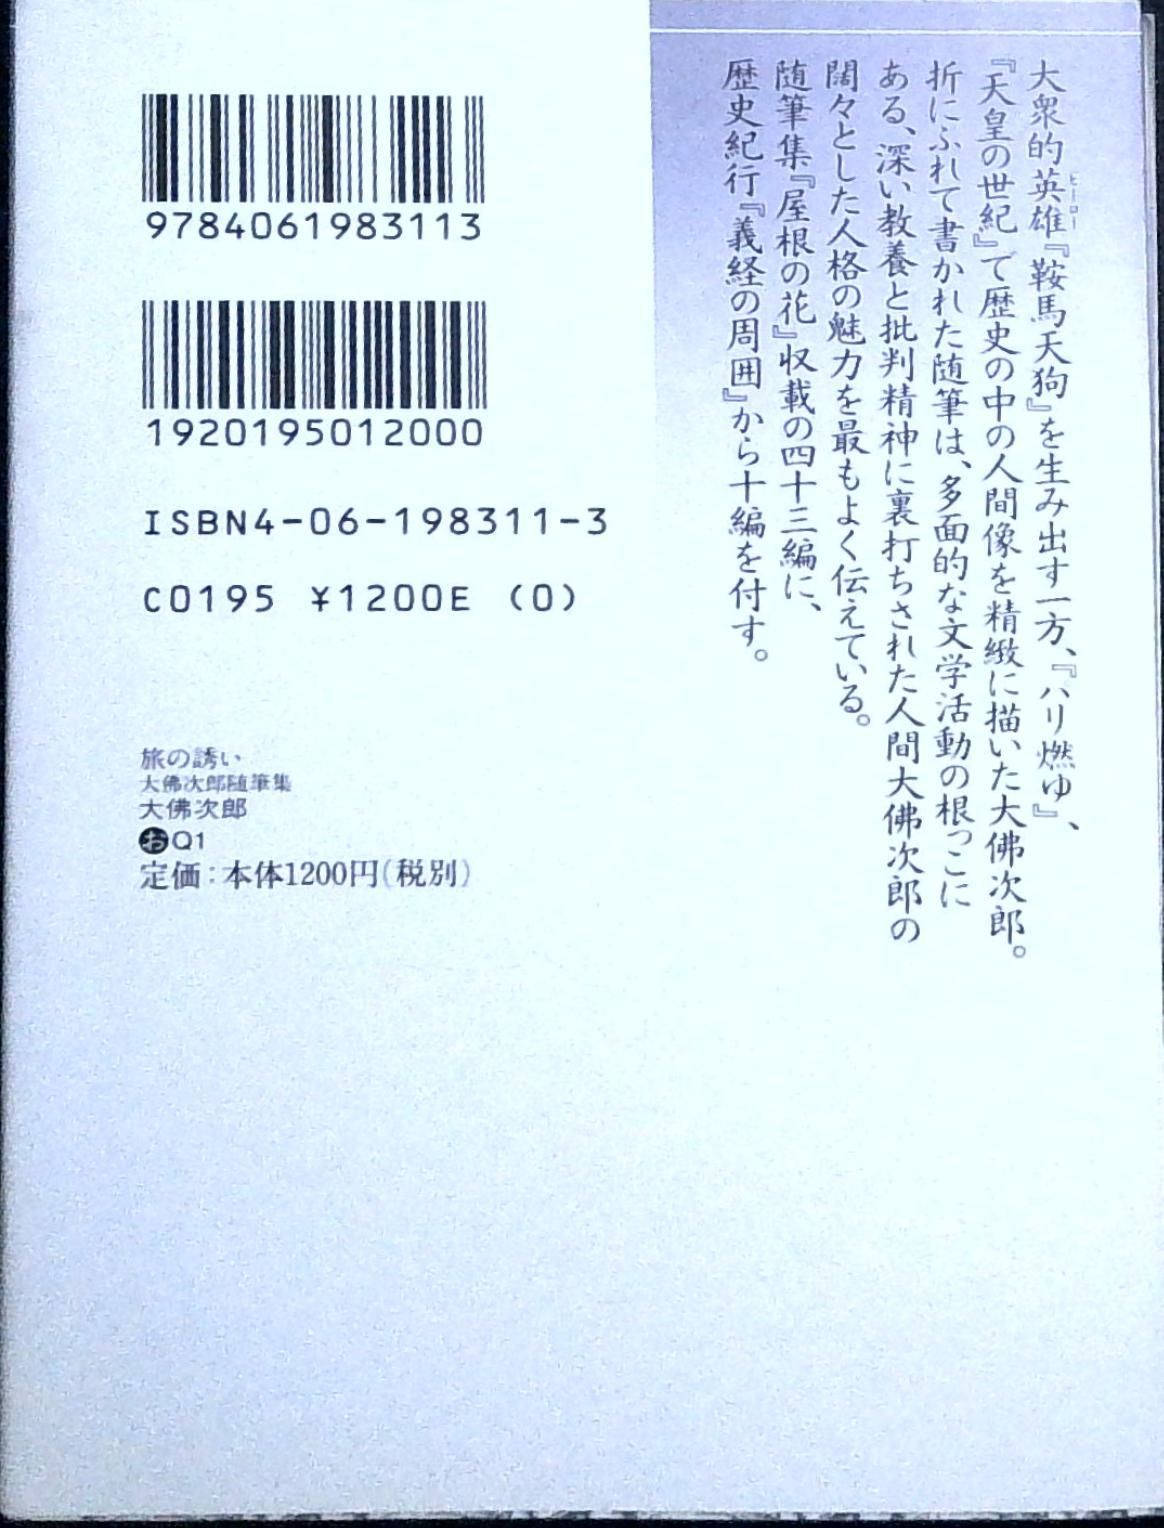 大衆的英雄『鞍馬天狗』を生み出す一方、『パリ燃ゆ』、
ヒーロー
『天皇の世紀』で歴史の中の人間像を精緻に描いた大佛次郎。
折にふれて書かれた随筆は、多面的な文学活動の根っこに
ある、深い教養と批判精神に裏打ちされた人間大佛次郎の
闊々とした人格の魅力を最もよく伝えている。
随筆集『屋根の花』収載の四十三編に、
歴史紀行『義経の周囲』から十編を付す。
9784061983113
1920195012000
ISBN4-06-198311-3
C0195 ¥1200E (0)
旅の誘い
大佛次郎随筆集
大佛次郎
おQ1
定価:本体1200円(税別)